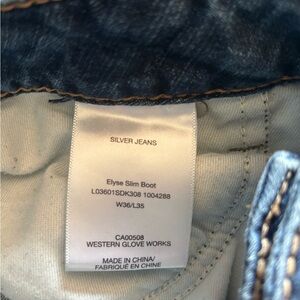 SILVER JEANS
Elyse Slim Boot
L03601SDK308 1004288
W36/L35
CA00508
WESTERN GLOVE WORKS
MADE IN CHINA/
FABRIQUÉ EN CHINE